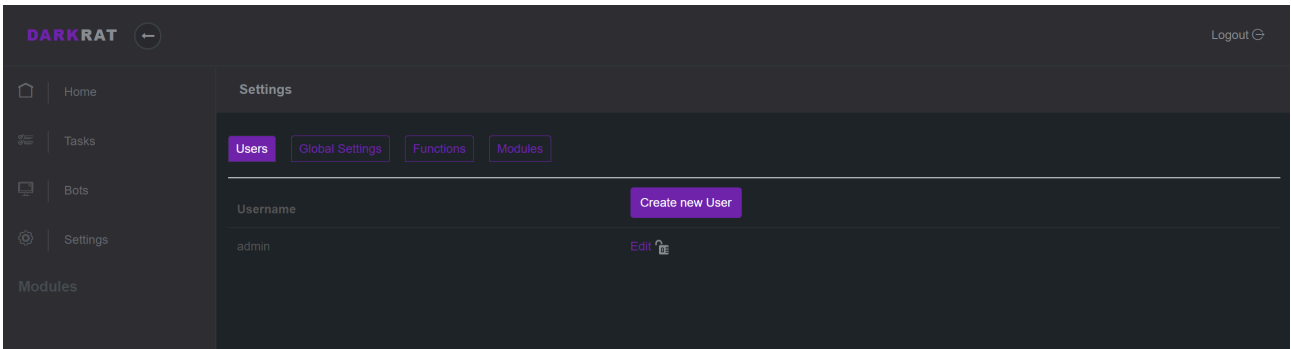 DARKRAT
Logout
Home
Settings
Tasks
Users Global Settings Functions Modules
Bots
Username Create new User
Settings
admin Edit
Modules